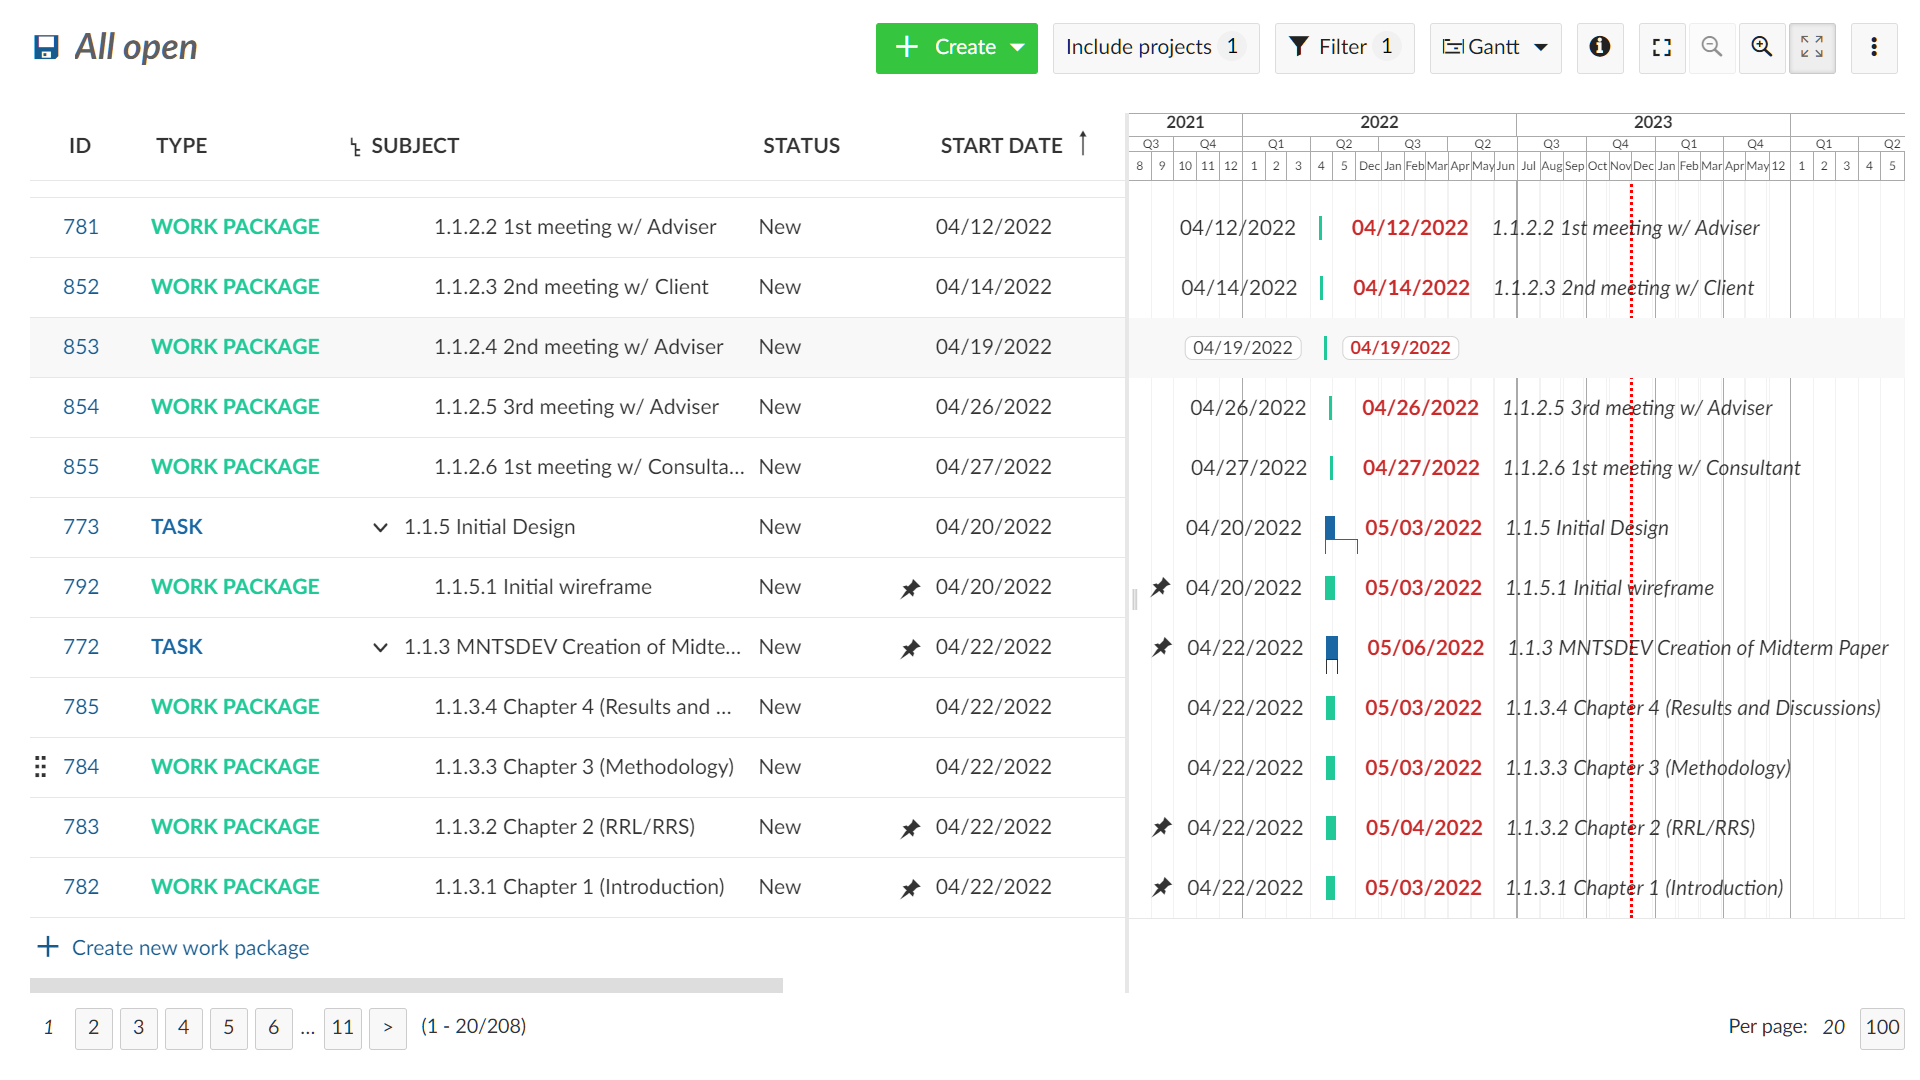 All open
Create
Include projects 1
Filter 1
Gantt
ID TYPE SUBJECT STATUS START DATE
2021 2022 2023
Q3 Q4 Q1 Q2 Q3 Q2 Q3 Q4 Q1 Q4 Q1 Q2
8 9 10 11 12 1 2 3 4 5 Dec Jan Feb Mar Apr May Jun Jul Aug Sep Oct Nov Dec Jan Feb Mar Apr May 12 1 2 3 4 5
781 WORK PACKAGE 1.1.2.2 1st meeting w/ Adviser New 04/12/2022 04/12/2022 04/12/2022 1.1.2.2 1st meeting w/ Adviser
852 WORK PACKAGE 1.1.2.3 2nd meeting w/ Client New 04/14/2022 04/14/2022 04/14/2022 1.1.2.3 2nd meeting w/ Client
853 WORK PACKAGE 1.1.2.4 2nd meeting w/ Adviser New 04/19/2022 04/19/2022 04/19/2022
854 WORK PACKAGE 1.1.2.5 3rd meeting w/ Adviser New 04/26/2022 04/26/2022 04/26/2022 1.1.2.5 3rd meeting w/ Adviser
855 WORK PACKAGE 1.1.2.6 1st meeting w/ Consulta... New 04/27/2022 04/27/2022 04/27/2022 1.1.2.6 1st meeting w/ Consultant
773 TASK 1.1.5 Initial Design New 04/20/2022 04/20/2022 05/03/2022 1.1.5 Initial Design
792 WORK PACKAGE 1.1.5.1 Initial wireframe New 04/20/2022 04/20/2022 05/03/2022 1.1.5.1 Initial wireframe
772 TASK 1.1.3 MNTSDEV Creation of Midte... New 04/22/2022 04/22/2022 05/06/2022 1.1.3 MNTSDEV Creation of Midterm Paper
785 WORK PACKAGE 1.1.3.4 Chapter 4 (Results and ... New 04/22/2022 04/22/2022 05/03/2022 1.1.3.4 Chapter 4 (Results and Discussions)
784 WORK PACKAGE 1.1.3.3 Chapter 3 (Methodology) New 04/22/2022 04/22/2022 05/03/2022 1.1.3.3 Chapter 3 (Methodology)
783 WORK PACKAGE 1.1.3.2 Chapter 2 (RRL/RRS) New 04/22/2022 04/22/2022 05/04/2022 1.1.3.2 Chapter 2 (RRL/RRS)
782 WORK PACKAGE 1.1.3.1 Chapter 1 (Introduction) New 04/22/2022 04/22/2022 05/03/2022 1.1.3.1 Chapter 1 (Introduction)
Create new work package
1 2 3 4 5 6 ... 11 > (1 - 20/208)
Per page: 20 100